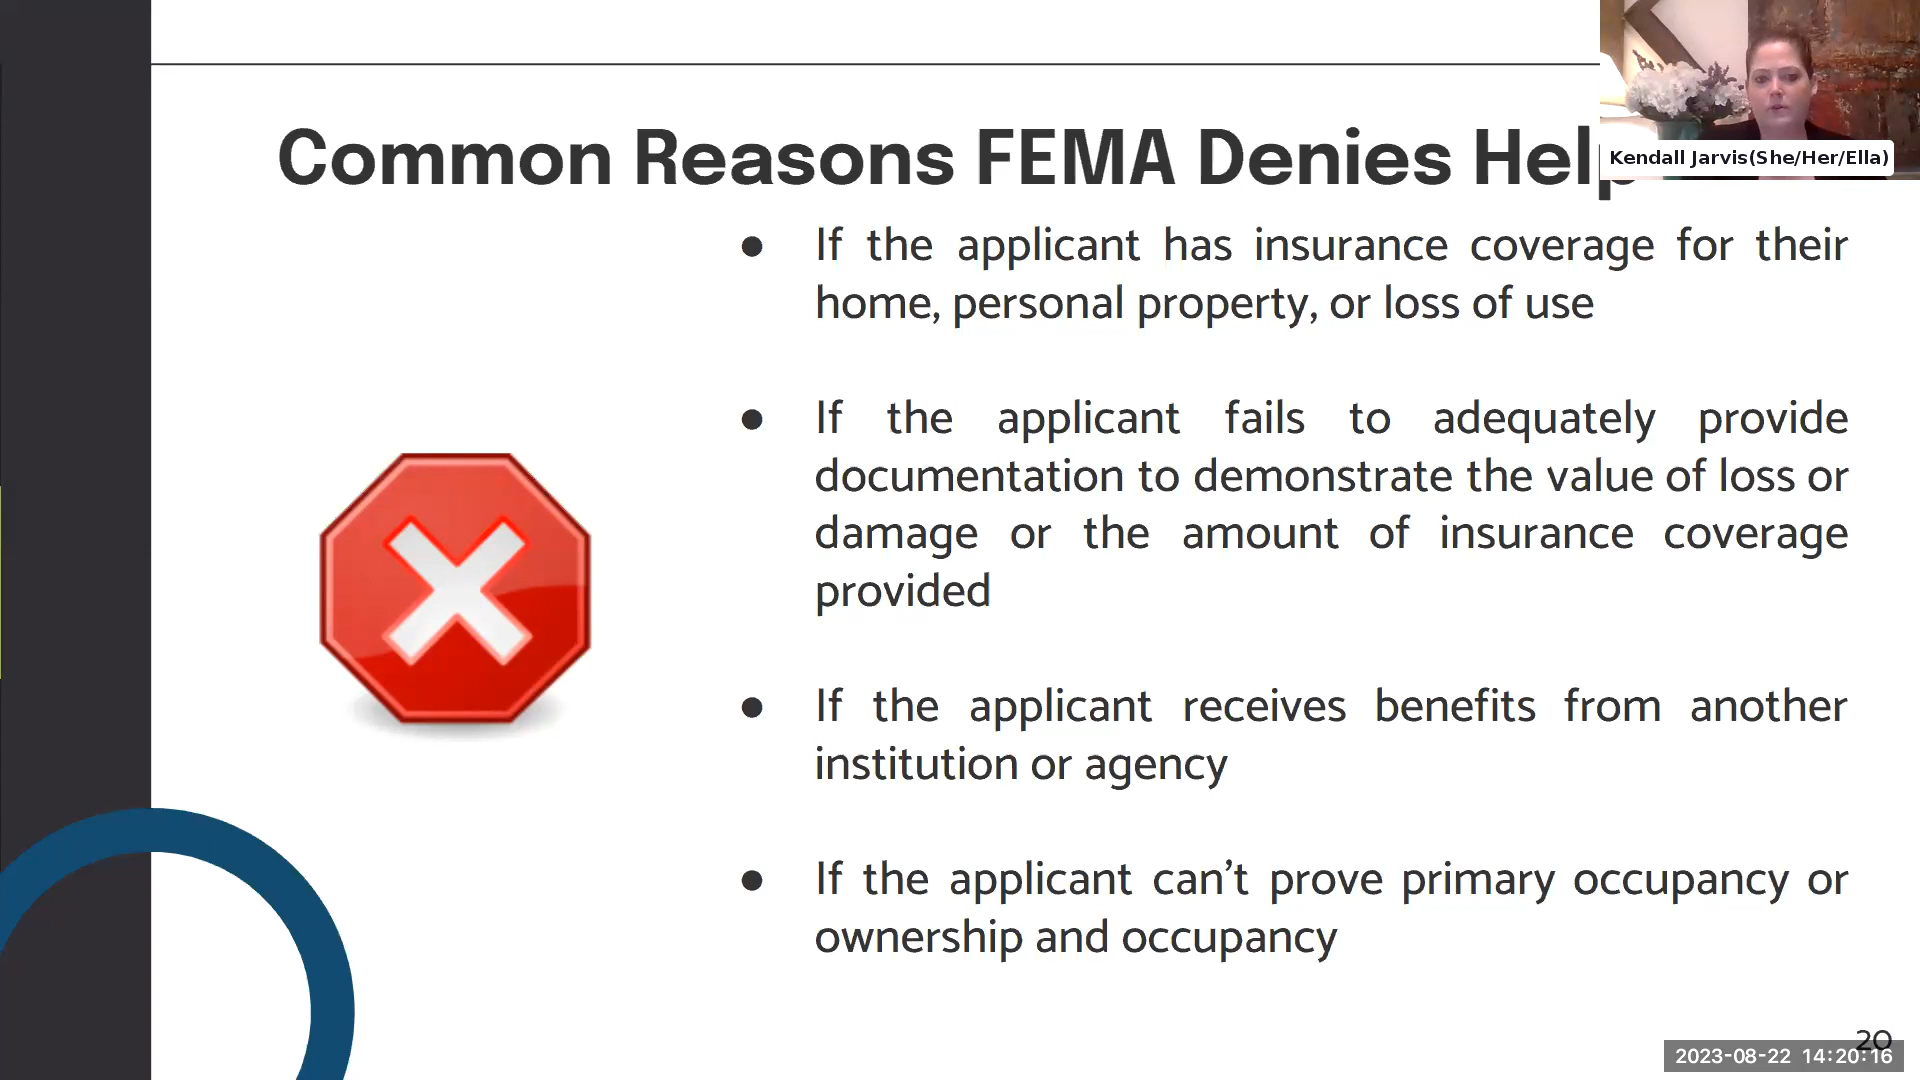 Common Reasons FEMA Denies Help
Kendall Jarvis(She/Her/Ella)
● If the applicant has insurance coverage for their
home, personal property, or loss of use
● If the applicant fails to adequately provide
documentation to demonstrate the value of loss or
damage or the amount of insurance coverage
provided
● If the applicant receives benefits from another
institution or agency
● If the applicant can’t prove primary occupancy or
ownership and occupancy
20
2023-08-22 14:20:16